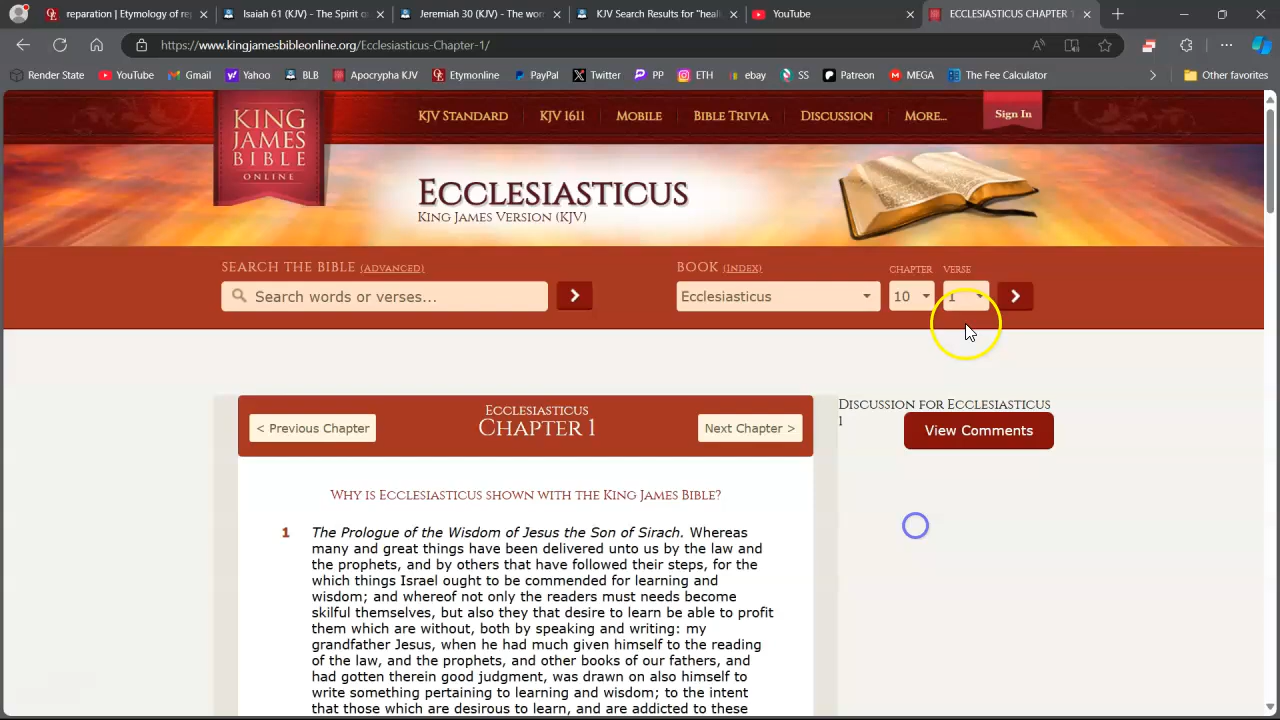 reparation | Etymology of rep
Isaiah 61 (KJV) - The Spirit o
Jeremiah 30 (KJV) - The wor
KJV Search Results for "heal
YouTube
ECCLESIASTICUS CHAPTER 1
https://www.kingjamesbibleonline.org/Ecclesiasticus-Chapter-1/
Render State
YouTube
Gmail
Yahoo
BLB
Apocrypha KJV
Etymonline
PayPal
Twitter
PP
ETH
ebay
SS
Patreon
MEGA
The Fee Calculator
Other favorites
KING
JAMES
BIBLE
ONLINE
KJV Standard
KJV 1611
Mobile
Bible Trivia
Discussion
More...
Sign In
Ecclesiasticus
King James Version (KJV)
SEARCH THE BIBLE (ADVANCED)
Search words or verses...
BOOK (Index)
CHAPTER
VERSE
Ecclesiasticus
10
1
< Previous Chapter
Ecclesiasticus
Chapter 1
Next Chapter >
Discussion for Ecclesiasticus
1
View Comments
Why is Ecclesiasticus shown with the King James Bible?
1 The Prologue of the Wisdom of Jesus the Son of Sirach. Whereas
many and great things have been delivered unto us by the law and
the prophets, and by others that have followed their steps, for the
which things Israel ought to be commended for learning and
wisdom; and whereof not only the readers must needs become
skilful themselves, but also they that desire to learn be able to profit
them which are without, both by speaking and writing: my
grandfather Jesus, when he had much given himself to the reading
of the law, and the prophets, and other books of our fathers, and
had gotten therein good judgment, was drawn on also himself to
write something pertaining to learning and wisdom; to the intent
that those which are desirous to learn, and are addicted to these